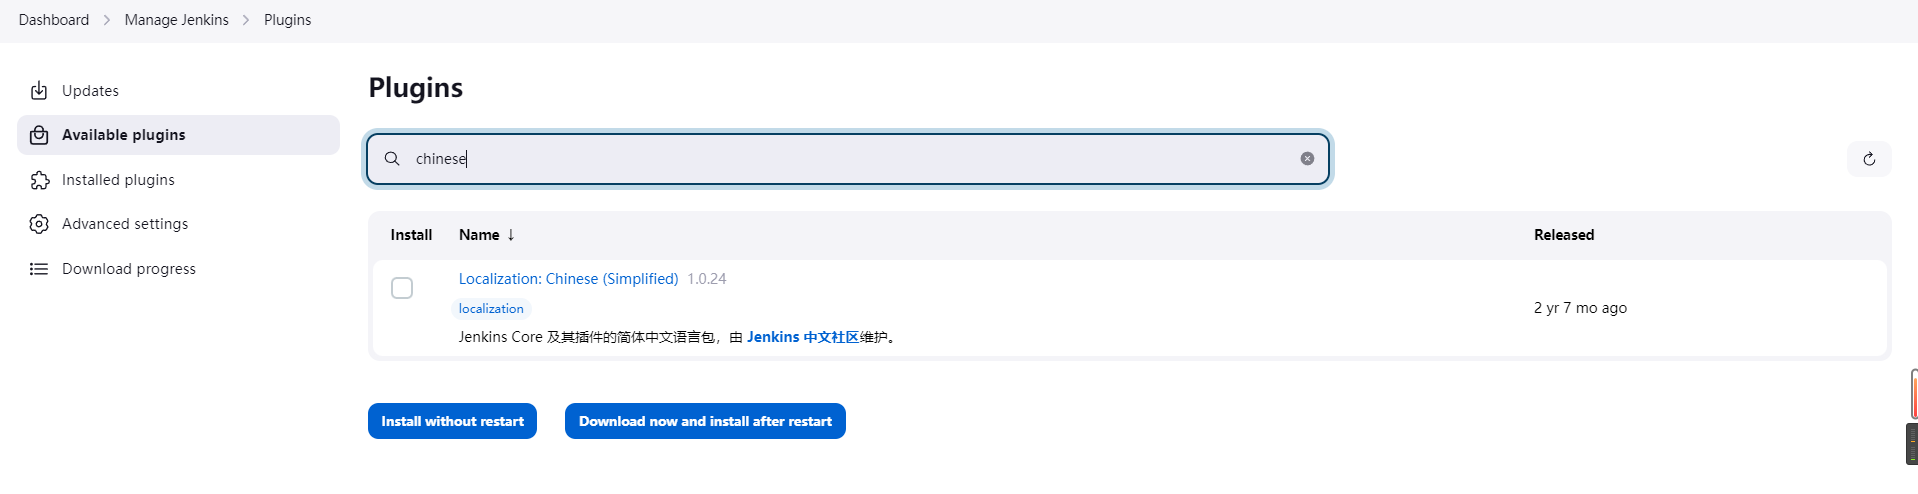 Dashboard > Manage Jenkins > Plugins
Updates
Available plugins
Installed plugins
Advanced settings
Download progress
Plugins
chinese
Install Name ↓ Released
Localization: Chinese (Simplified) 1.0.24
localization
Jenkins Core 及其插件的简体中文语言包，由 Jenkins 中文社区维护。
2 yr 7 mo ago
Install without restart Download now and install after restart